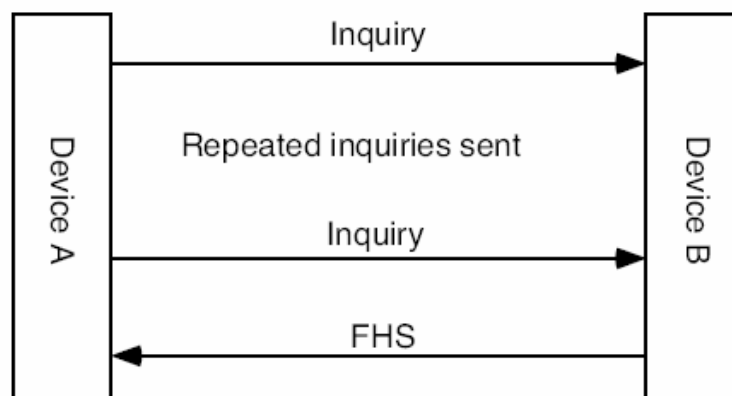 Inquiry
Device A
Repeated inquiries sent
Device B
Inquiry
FHS